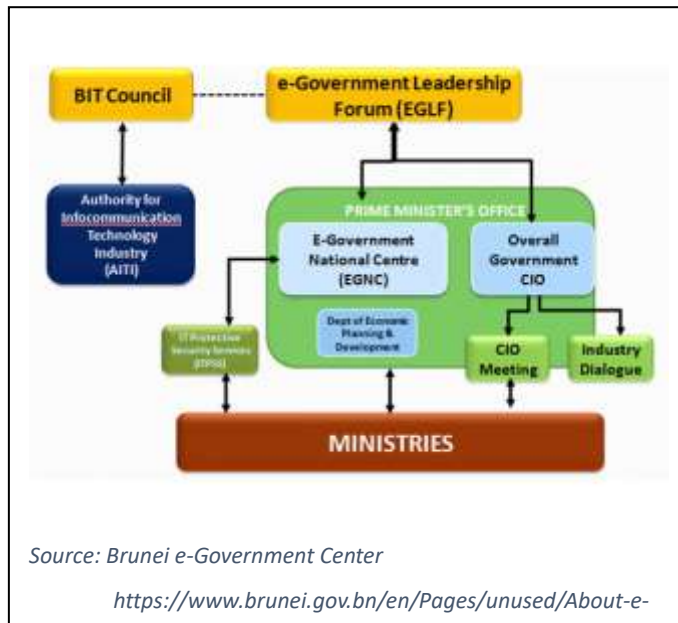 BIT Council
e-Government Leadership
Forum (EGLF)
Authority for
Infocommunication
Technology
Industry
(AITI)
PRIME MINISTER'S OFFICE
E-Government
National Centre
(EGNC)
Overall
Government
CIO
Dept of Economic
Planning &
Development
IT Protective
Security Services
(ITPSS)
CIO
Meeting
Industry
Dialogue
MINISTRIES
Source: Brunei e-Government Center
https://www.brunei.gov.bn/en/Pages/unused/About-e-